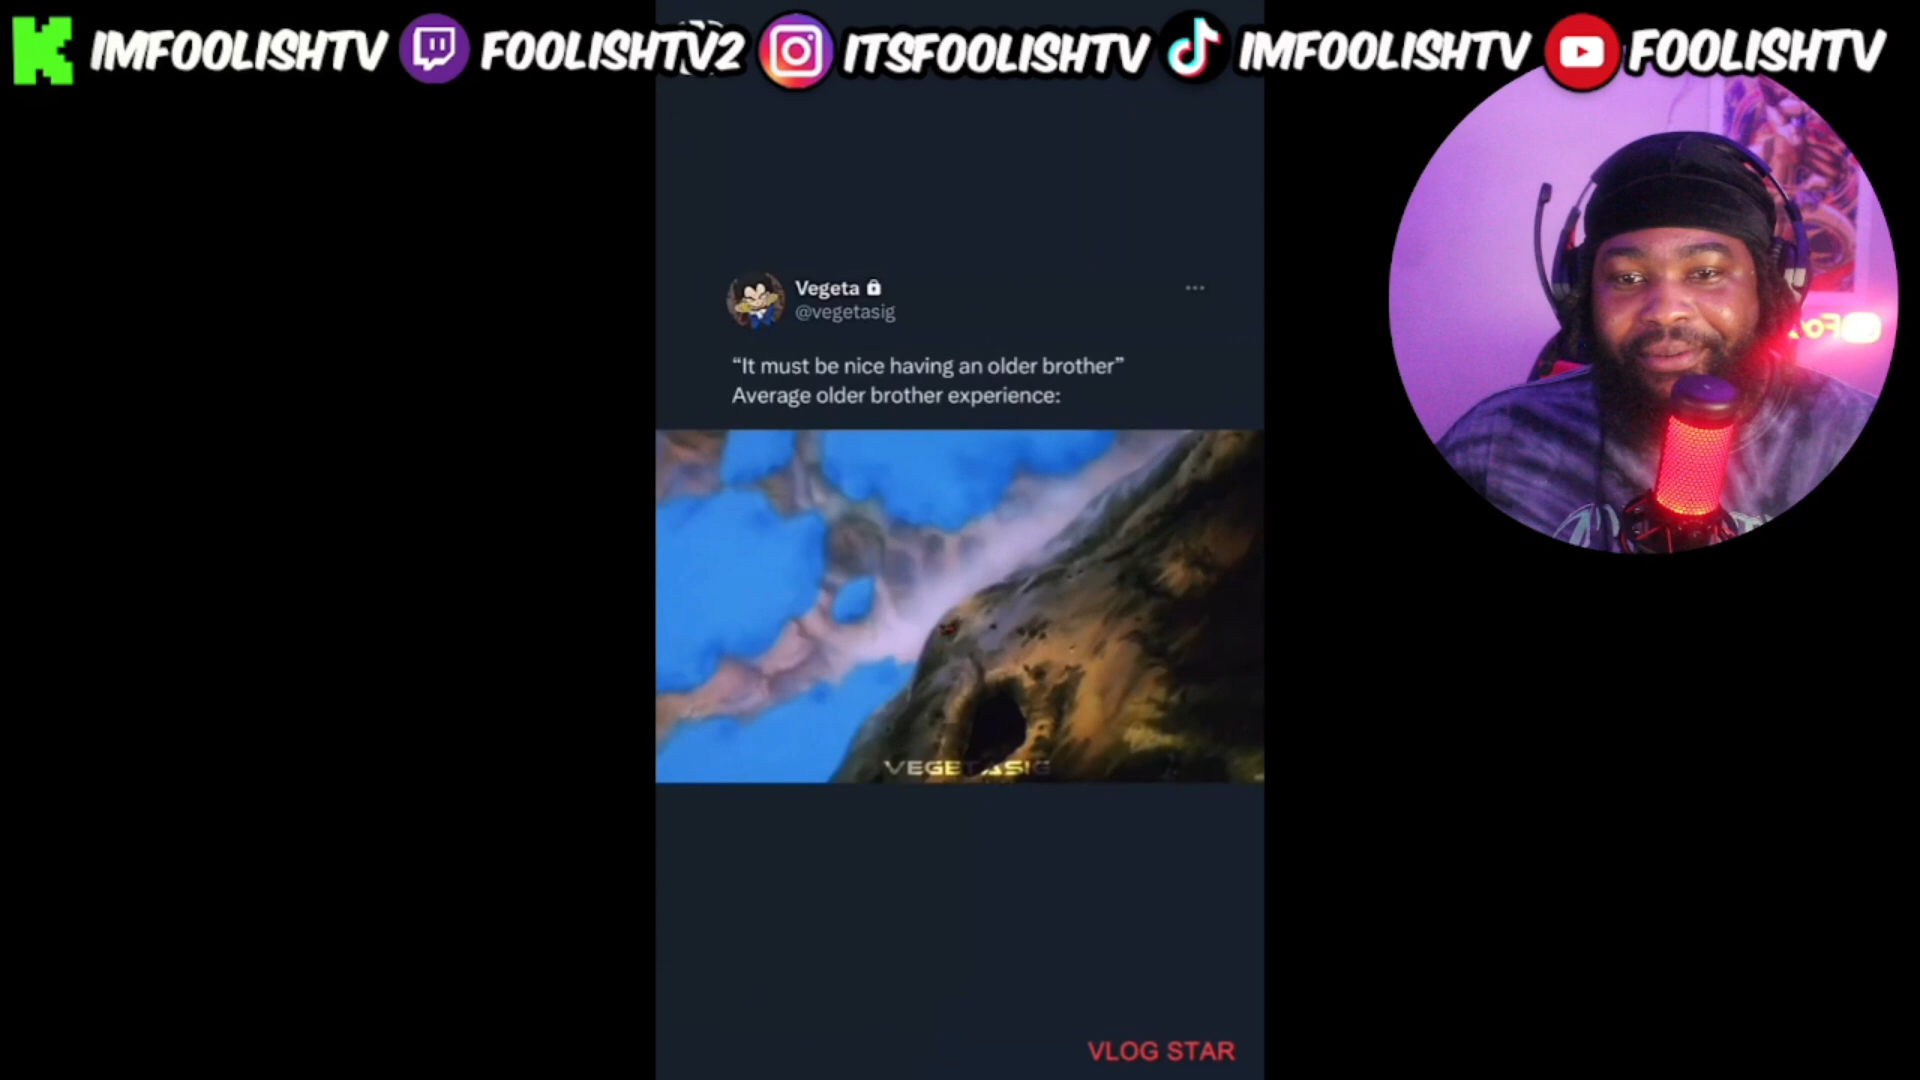 IMFOOLISHTV FOOLISHTV2 ITSFOOLISHTV IMFOOLISHTV FOOLISHTV
Vegeta
@vegetasig
“It must be nice having an older brother”
Average older brother experience:
VEGETASIG
VLOG STAR